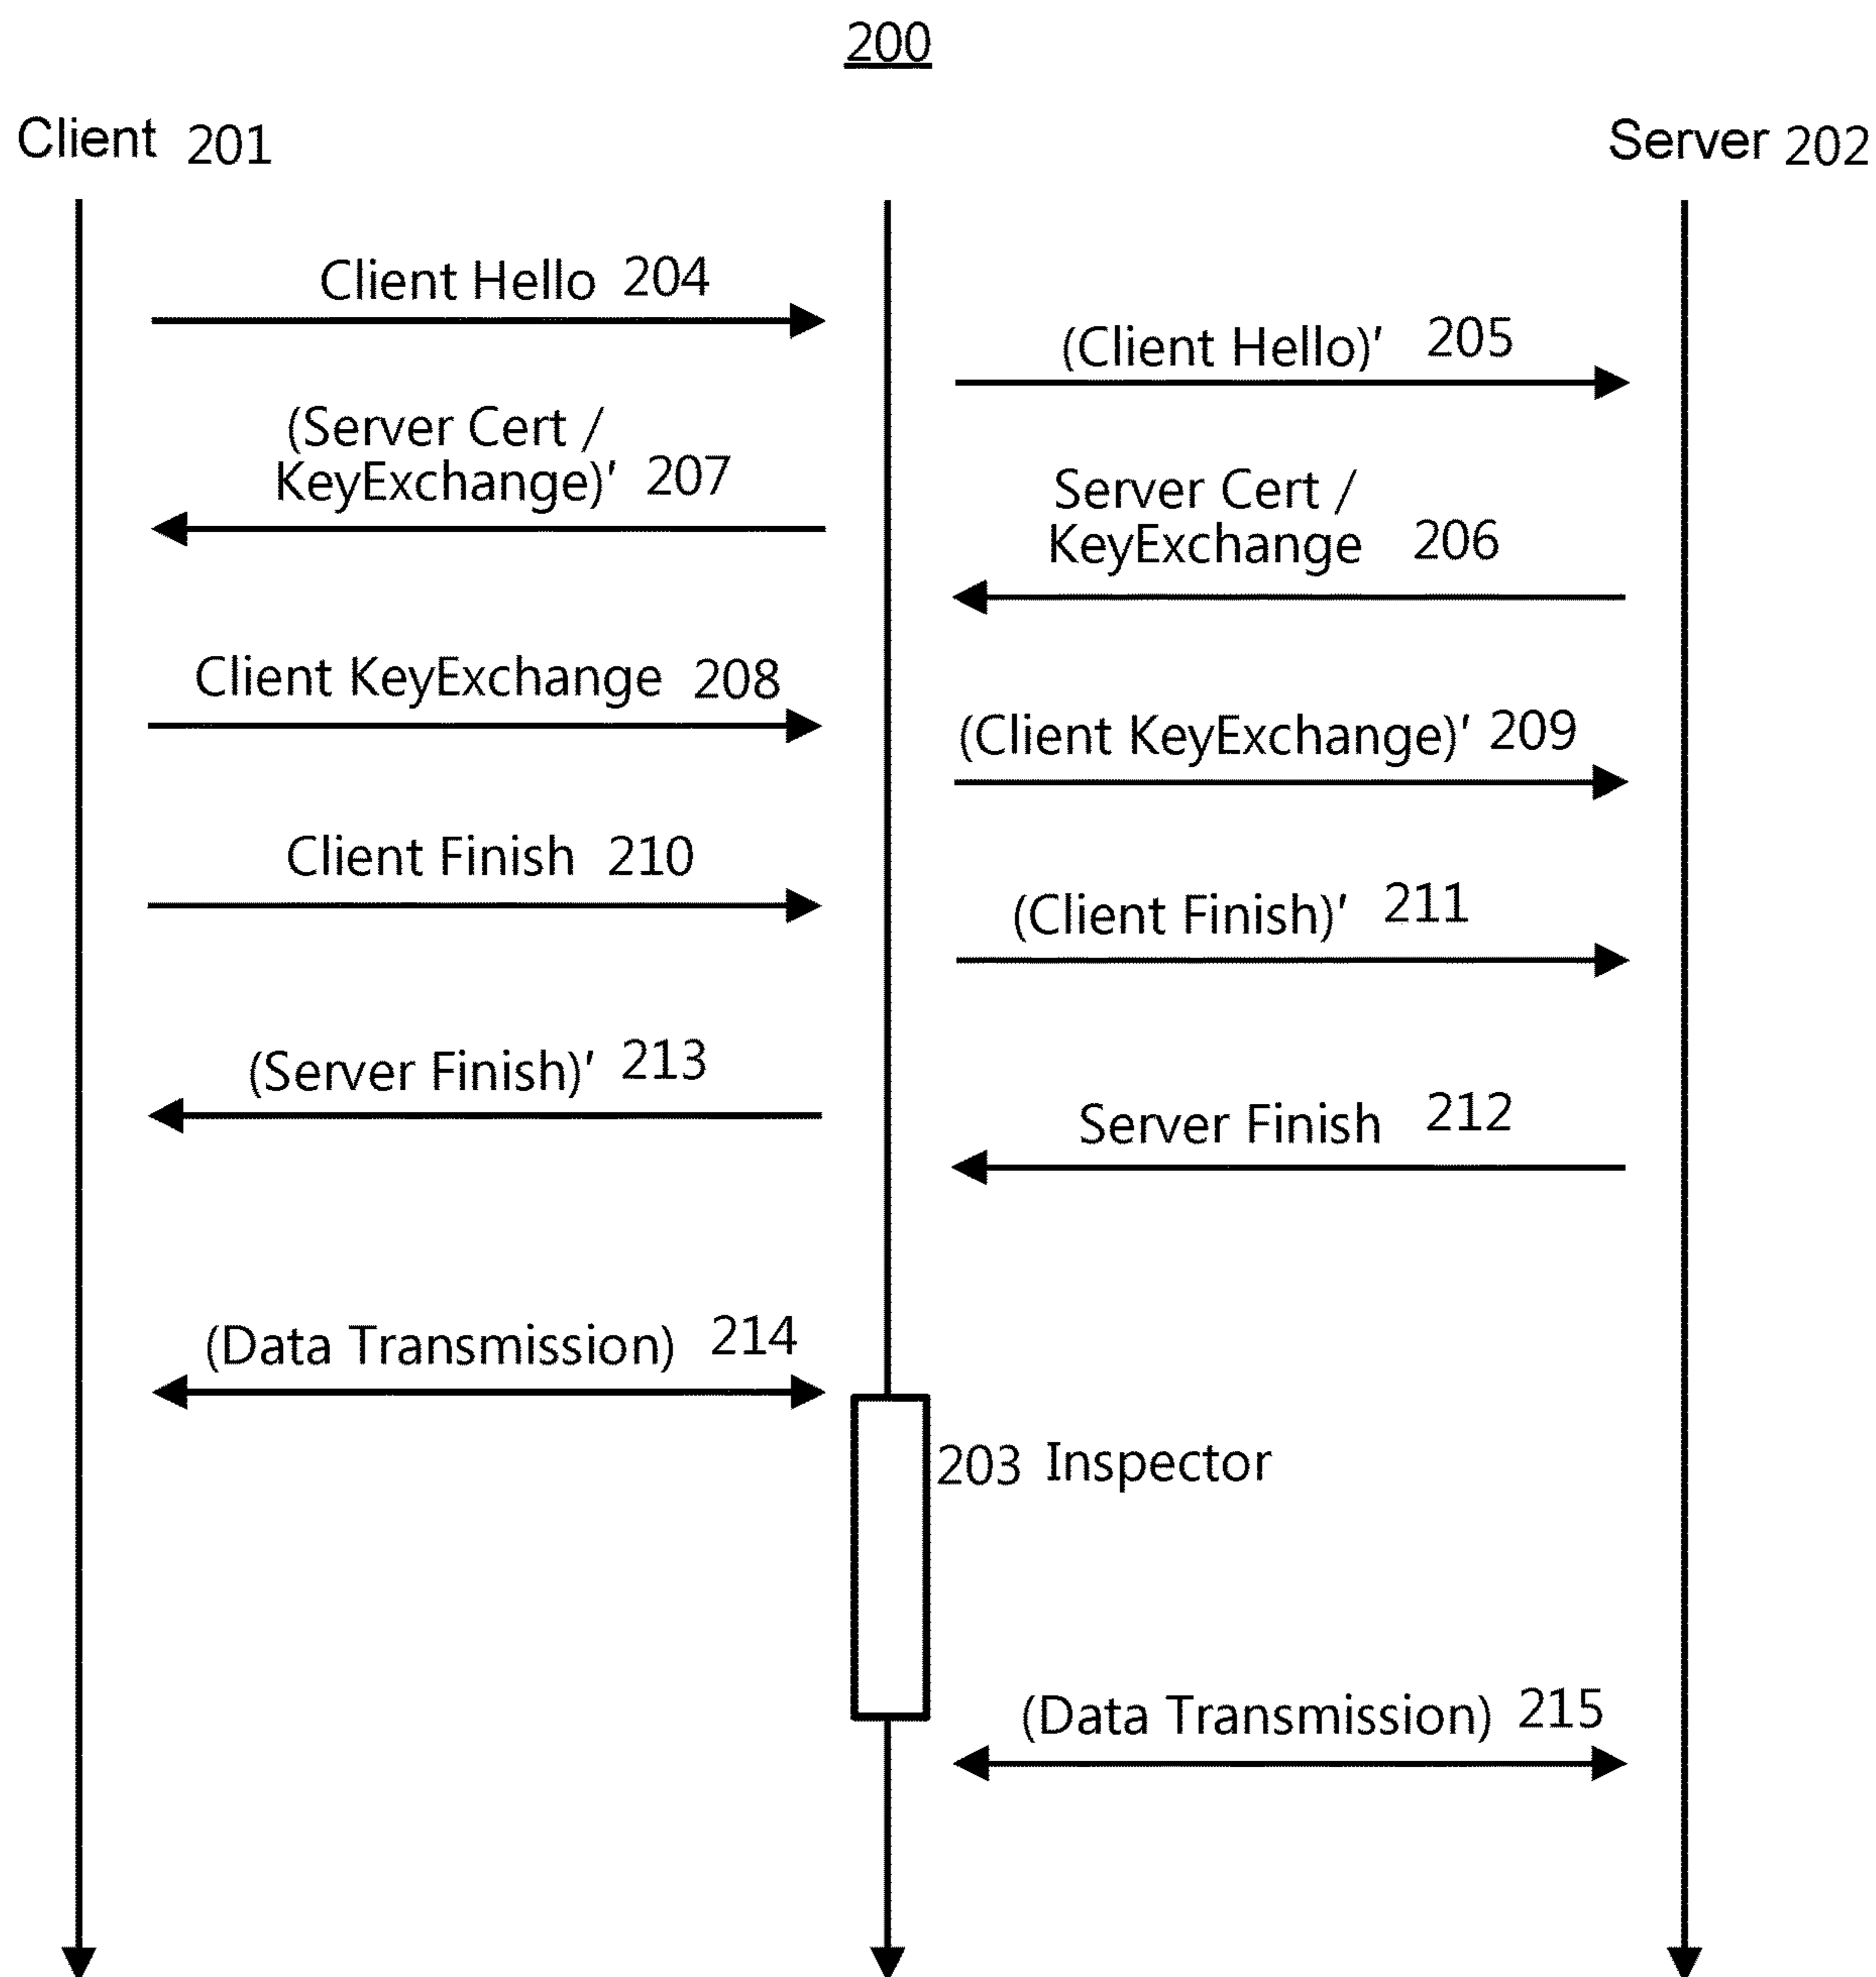 200
Client 201
Server 202
Client Hello 204
(Client Hello)' 205
(Server Cert /
KeyExchange)' 207
Server Cert /
KeyExchange 206
Client KeyExchange 208
(Client KeyExchange)' 209
Client Finish 210
(Client Finish)' 211
(Server Finish)' 213
Server Finish 212
(Data Transmission) 214
203 Inspector
(Data Transmission) 215